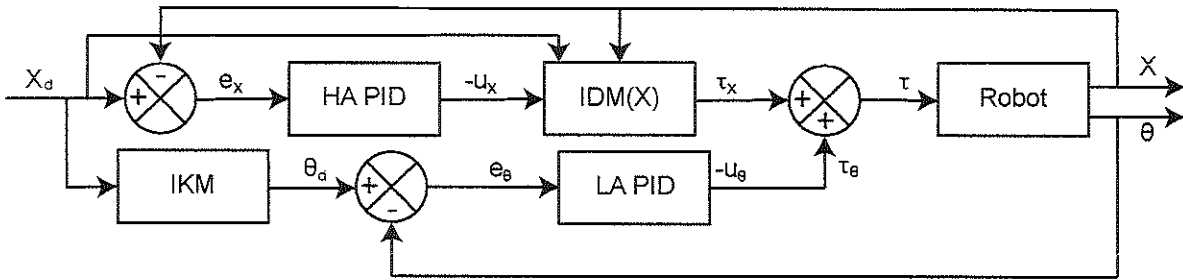 X_d
+
-
e_x
HA PID
-u_x
IDM(X)
τ_x
+
+
τ
Robot
X
θ
IKM
θ_d
+
-
e_θ
LA PID
-u_θ
τ_θ